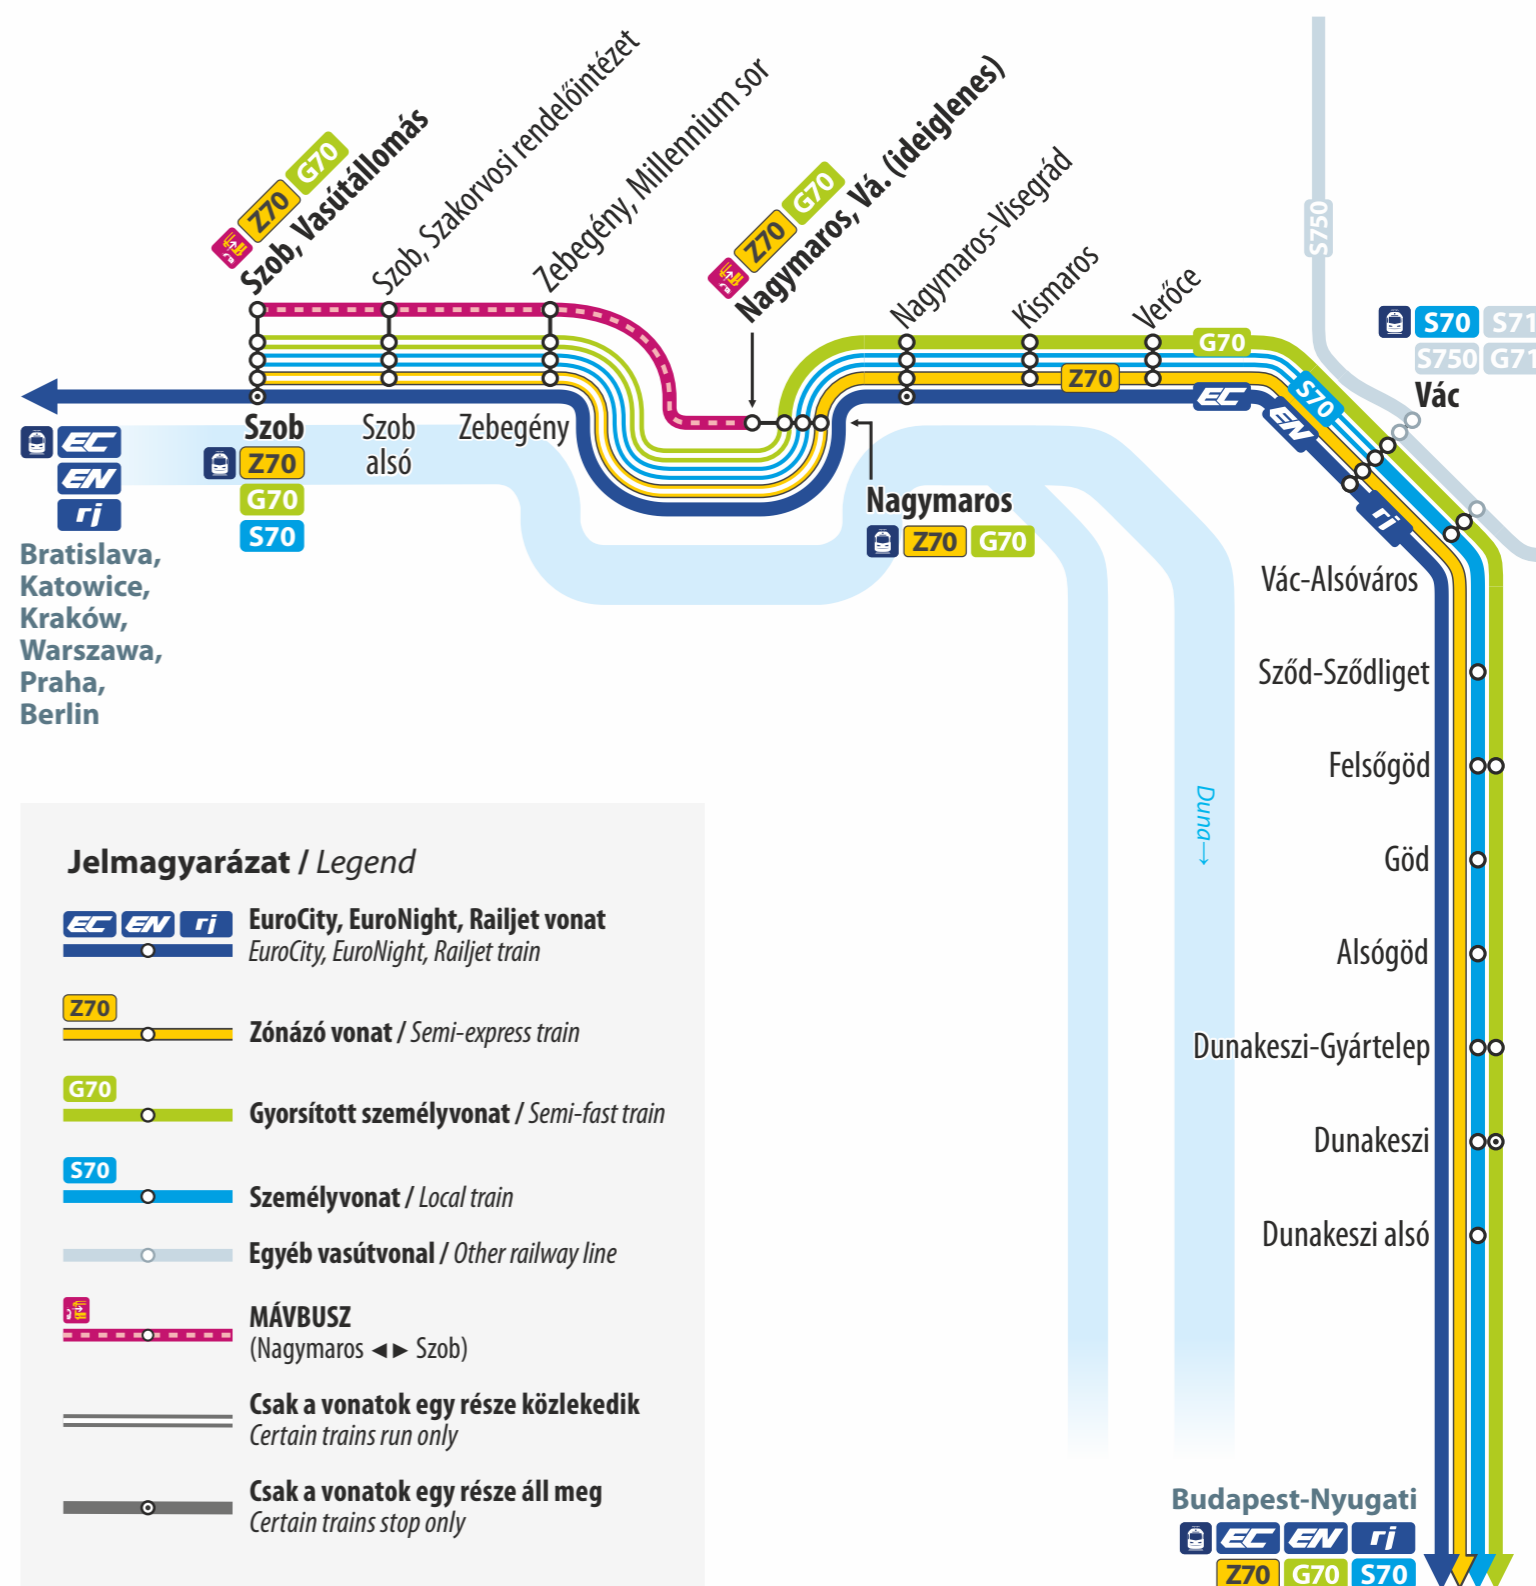 Z70 G70
Szob, Vasútállomás
Szob, Szakorvosi rendelőintézet
Zebegény, Millennium sor
Z70 G70
Nagymaros, Vá. (ideiglenes)
Nagymaros-Visegrád
Kismaros
Verőce
S750
S70 S71
S750 G71
Vác
G70
Z70
S70
EC
EN
rj
EC
EN
rj
Bratislava,
Katowice,
Kraków,
Warszawa,
Praha,
Berlin
Szob
Z70
G70
S70
Szob
alsó
Zebegény
Nagymaros
Z70 G70
Vác-Alsóváros
Sződ-Sződliget
Felsőgöd
Göd
Alsógöd
Dunakeszi-Gyártelep
Dunakeszi
Dunakeszi alsó
Duna→
Budapest-Nyugati
EC EN rj
Z70 G70 S70
Jelmagyarázat / Legend
EC EN rj
EuroCity, EuroNight, Railjet vonat
EuroCity, EuroNight, Railjet train
Z70
Zónázó vonat / Semi-express train
G70
Gyorsított személyvonat / Semi-fast train
S70
Személyvonat / Local train
Egyéb vasútvonal / Other railway line
MÁVBUSZ
(Nagymaros ◄► Szob)
Csak a vonatok egy része közlekedik
Certain trains run only
Csak a vonatok egy része áll meg
Certain trains stop only